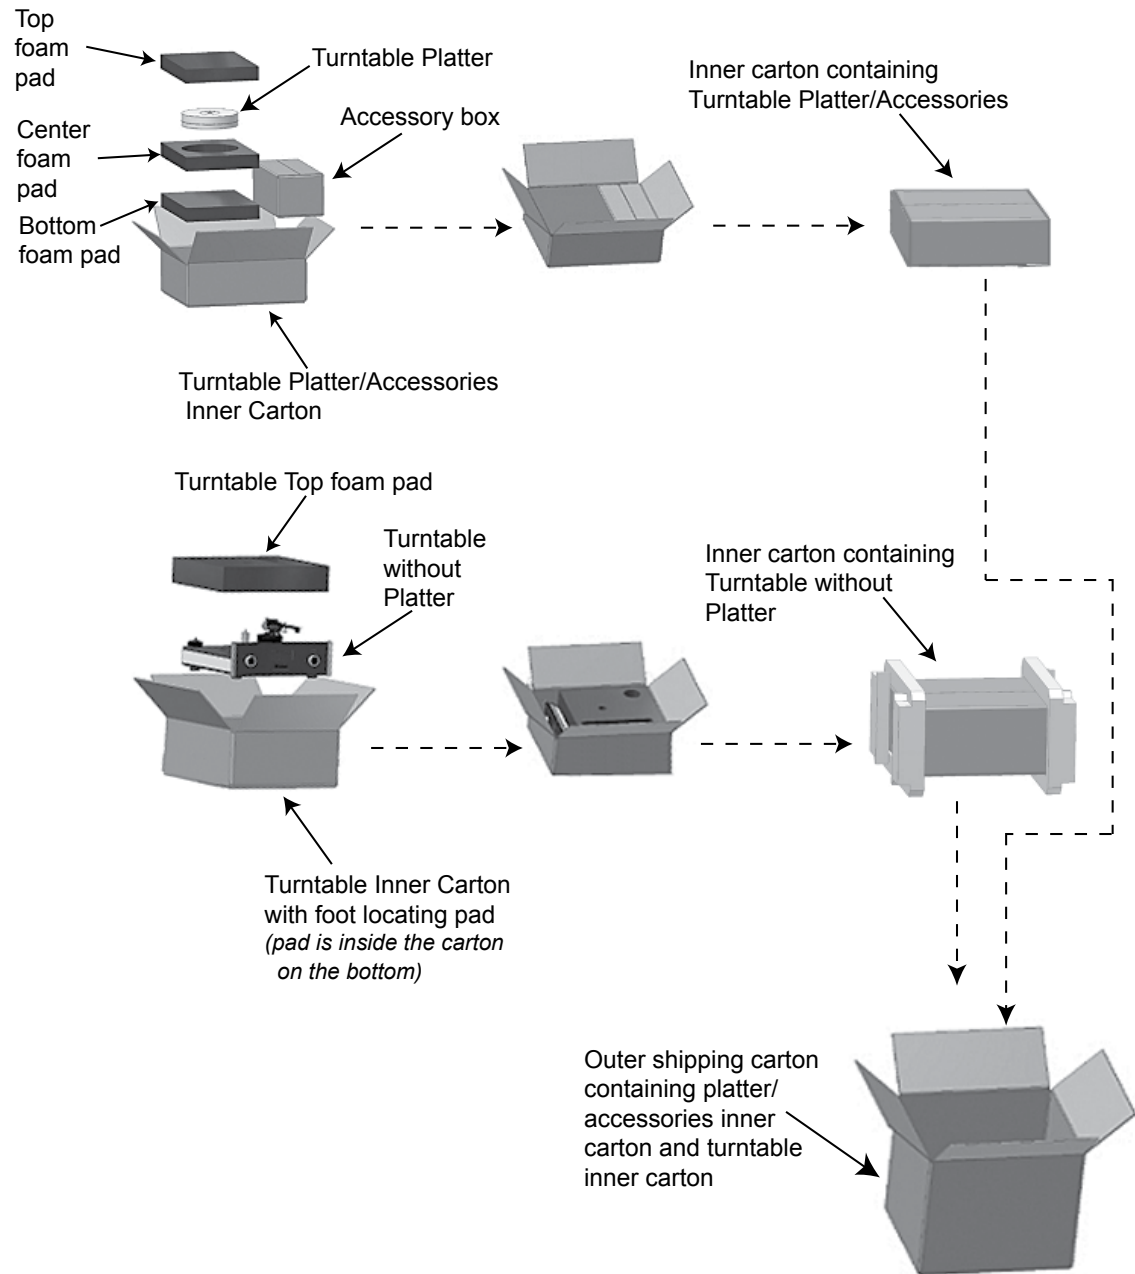 Top
foam
pad
Turntable Platter
Accessory box
Inner carton containing
Turntable Platter/Accessories
Center
foam
pad
Bottom
foam pad
Turntable Platter/Accessories
Inner Carton
Turntable Top foam pad
Turntable
without
Platter
Inner carton containing
Turntable without
Platter
Turntable Inner Carton
with foot locating pad
(pad is inside the carton
on the bottom)
Outer shipping carton
containing platter/
accessories inner
carton and turntable
inner carton